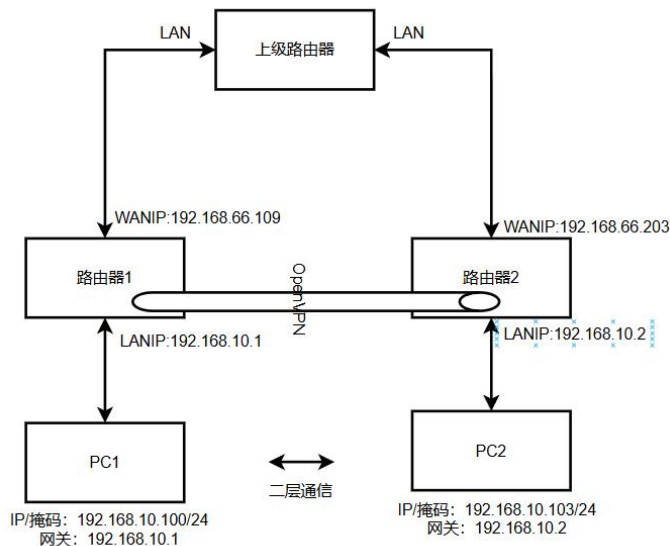 LAN
上级路由器
LAN
WANIP:192.168.66.109
WANIP:192.168.66.203
路由器1
OpenVPN
路由器2
LANIP:192.168.10.1
LANIP:192.168.10.2
PC1
PC2
二层通信
IP/掩码：192.168.10.100/24
网关：192.168.10.1
IP/掩码：192.168.10.103/24
网关：192.168.10.2